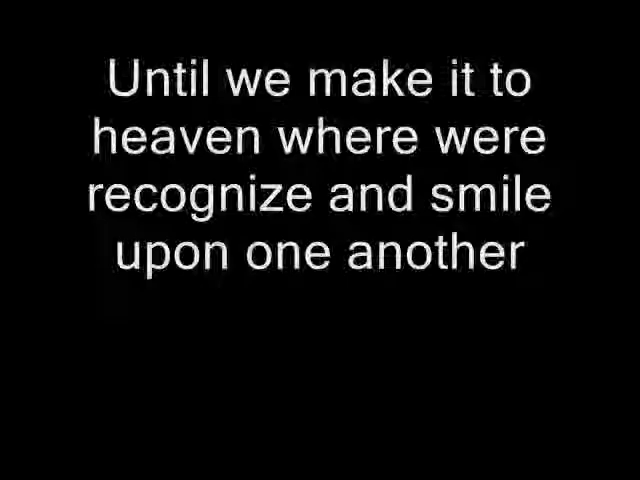 Until we make it to
heaven where were
recognize and smile
upon one another